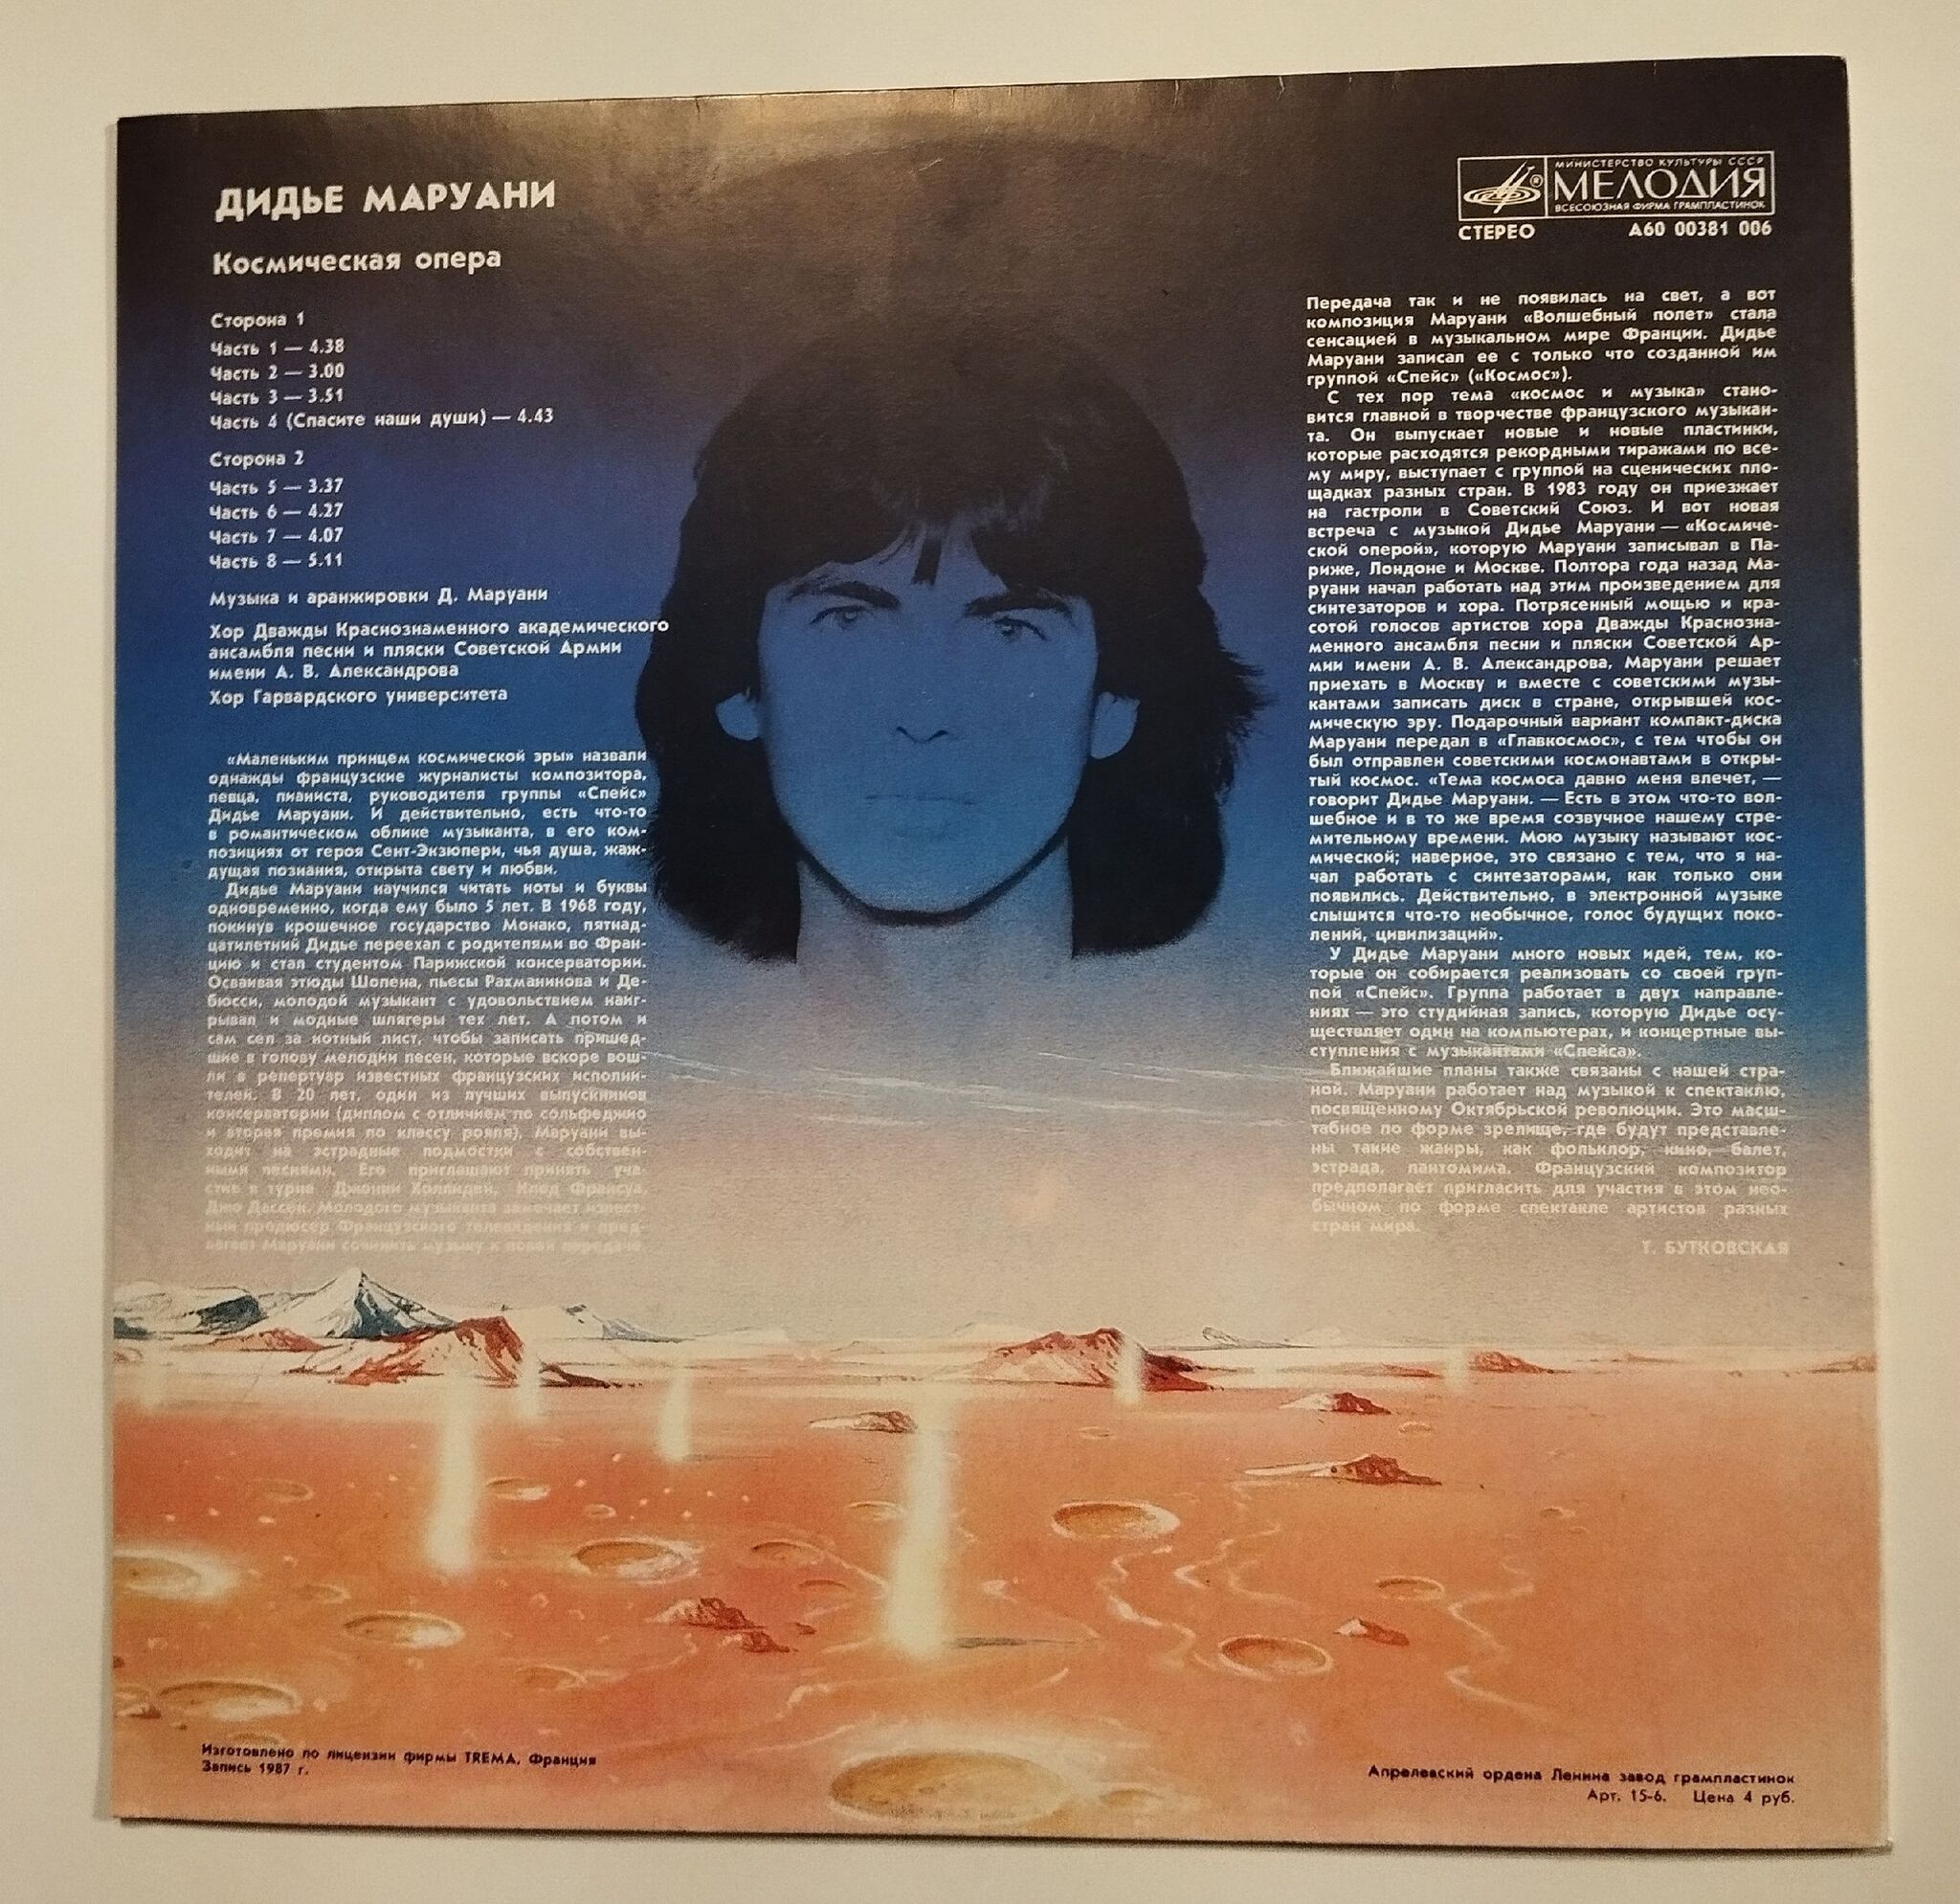 ДИДЬЕ МАРУАНИ
Космическая опера
Сторона 1
Часть 1 — 4.38
Часть 2 — 3.00
Часть 3 — 3.51
Часть 4 (Спасите наши души) — 4.43
Сторона 2
Часть 5 — 3.37
Часть 6 — 4.27
Часть 7 — 4.07
Часть 8 — 5.11
Музыка и аранжировки Д. Маруани
Хор Дважды Краснознаменного академического
ансамбля песни и пляски Советской Армии
имени А. В. Александрова
Хор Гарвардского университета
«Маленьким принцем космической эры» назвали
однажды французские журналисты композитора,
певца, пианиста, руководителя группы «Спейс»
Дидье Маруани. И действительно, есть что-то
в романтическом облике музыканта, в его ком-
позициях от героя Сент-Экзюпери, чья душа, жаж-
дущая познания, открыта свету и любви.
Дидье Маруани научился читать ноты и буквы
одновременно, когда ему было 5 лет. В 1968 году,
покинув крошечное государство Монако, пятнад-
цатилетний Дидье переехал с родителями во Фран-
цию и стал студентом Парижской консерватории.
Осваивая этюды Шопена, пьесы Рахманинова и Де-
бюсси, молодой музыкант с удовольствием наиг-
рывал и модные шлягеры тех лет. А потом и
сам сел за нотный лист, чтобы записать пришед-
шие в голову мелодии песен, которые вскоре вош-
ли в репертуар известных французских исполни-
телей. В 20 лет, один из лучших выпускников
консерватории (диплом с отличием по сольфеджио
и вторая премия по классу рояля), Маруани вы-
ходит на эстрадные подмостки с собствен-
ными песнями. Его приглашают принять уча-
стие в турне Джонни Холлидей, Клод Франсуа,
Джо Дассен. Молодого музыканта замечает извест-
ный продюсер Французского телевидения и пред-
лагает Маруани сочинить музыку к новой передаче.
МИНИСТЕРСТВО КУЛЬТУРЫ СССР
МЕЛОДИЯ
ВСЕСОЮЗНАЯ ФИРМА ГРАМПЛАСТИНОК
СТЕРЕО А60 00381 006
Передача так и не появилась на свет, а вот
композиция Маруани «Волшебный полет» стала
сенсацией в музыкальном мире Франции. Дидье
Маруани записал ее с только что созданной им
группой «Спейс» («Космос»).
С тех пор тема «космос и музыка» стано-
вится главной в творчестве французского музыкан-
та. Он выпускает новые и новые пластинки,
которые расходятся рекордными тиражами по все-
му миру, выступает с группой на сценических пло-
щадках разных стран. В 1983 году он приезжает
на гастроли в Советский Союз. И вот новая
встреча с музыкой Дидье Маруани — «Космиче-
ской оперой», которую Маруани записывал в Па-
риже, Лондоне и Москве. Полтора года назад Ма-
руани начал работать над этим произведением для
синтезаторов и хора. Потрясенный мощью и кра-
сотой голосов артистов хора Дважды Краснозна-
менного ансамбля песни и пляски Советской Ар-
мии имени А. В. Александрова, Маруани решает
приехать в Москву и вместе с советскими музы-
кантами записать диск в стране, открывшей кос-
мическую эру. Подарочный вариант компакт-диска
Маруани передал в «Главкосмос», с тем чтобы он
был отправлен советскими космонавтами в откры-
тый космос. «Тема космоса давно меня влечет, —
говорит Дидье Маруани. — Есть в этом что-то вол-
шебное и в то же время созвучное нашему стре-
мительному времени. Мою музыку называют кос-
мической; наверное, это связано с тем, что я на-
чал работать с синтезаторами, как только они
появились. Действительно, в электронной музыке
слышится что-то необычное, голос будущих поко-
лений, цивилизаций».
У Дидье Маруани много новых идей, тем, ко-
торые он собирается реализовать со своей груп-
пой «Спейс». Группа работает в двух направле-
ниях — это студийная запись, которую Дидье осу-
ществляет один на компьютерах, и концертные вы-
ступления с музыкантами «Спейса».
Ближайшие планы также связаны с нашей стра-
ной. Маруани работает над музыкой к спектаклю,
посвященному Октябрьской революции. Это масш-
табное по форме зрелище, где будут представле-
ны такие жанры, как фольклор, кино, балет,
эстрада, пантомима. Французский композитор
предполагает пригласить для участия в этом нео-
бычном по форме спектакле артистов разных
стран мира.
Т. БУТКОВСКАЯ
Изготовлено по лицензии фирмы TREMA, Франция
Запись 1987 г.
Апрелевский ордена Ленина завод грампластинок
Арт. 15-6. Цена 4 руб.